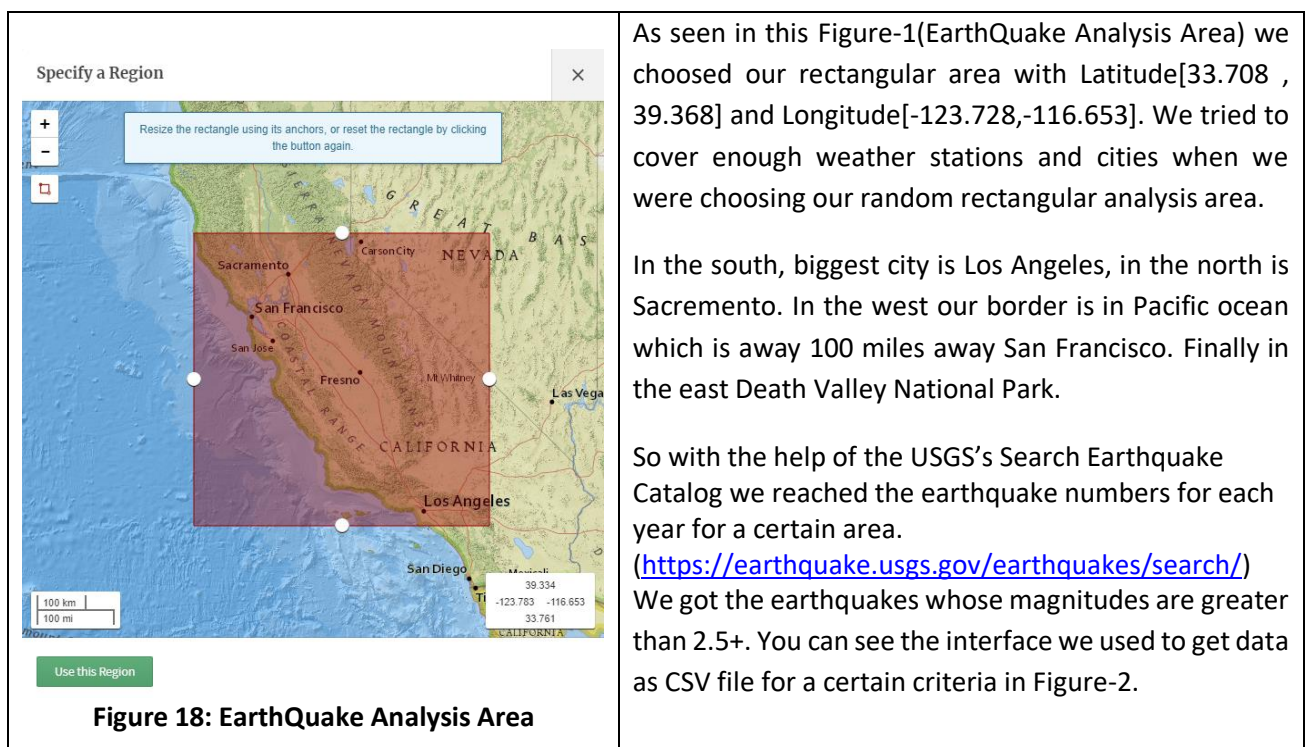 Specify a Region
×
+
−
Resize the rectangle using its anchors, or reset the rectangle by clicking
the button again.
GREAT BAS
SIERRA NEVADA MOUNTAINS
Carson City
NEVADA
Sacramento
San Francisco
San Jose
COASTAL RANGE
Fresno
Mt Whitney
Las Vega
CALIFORNIA
Los Angeles
San Diego
Mexicali
Ti
CALIFORNIA
39.334
-123.783 -116.653
33.761
100 km
100 mi
Use this Region
Figure 18: EarthQuake Analysis Area
As seen in this Figure-1(EarthQuake Analysis Area) we
choosed our rectangular area with Latitude[33.708 ,
39.368] and Longitude[-123.728,-116.653]. We tried to
cover enough weather stations and cities when we
were choosing our random rectangular analysis area.
In the south, biggest city is Los Angeles, in the north is
Sacremento. In the west our border is in Pacific ocean
which is away 100 miles away San Francisco. Finally in
the east Death Valley National Park.
So with the help of the USGS’s Search Earthquake
Catalog we reached the earthquake numbers for each
year for a certain area.
(https://earthquake.usgs.gov/earthquakes/search/)
We got the earthquakes whose magnitudes are greater
than 2.5+. You can see the interface we used to get data
as CSV file for a certain criteria in Figure-2.